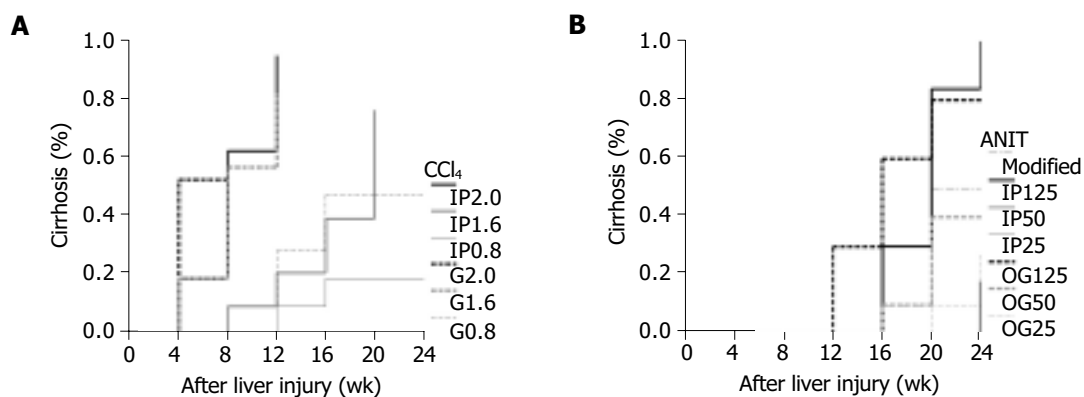 A
Cirrhosis (%)
1.0
0.8
0.6
0.4
0.2
0.0
0 4 8 12 16 20 24
After liver injury (wk)
CCl₄
IP2.0
IP1.6
IP0.8
G2.0
G1.6
G0.8
B
Cirrhosis (%)
1.0
0.8
0.6
0.4
0.2
0.0
0 4 8 12 16 20 24
After liver injury (wk)
ANIT
Modified
IP125
IP50
IP25
OG125
OG50
OG25